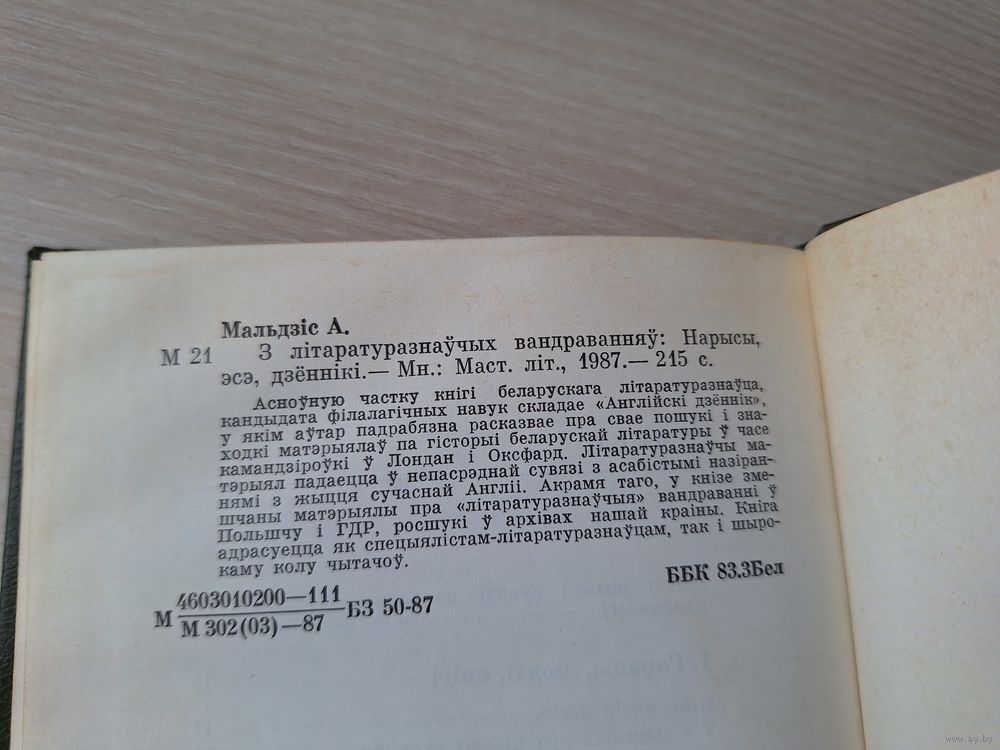 Мальдзіс А.
М 21 З літаратуразнаўчых вандраванняў: Нарысы,
эсэ, дзённікі.— Мн.: Маст. літ., 1987.— 215 с.
Асноўную частку кнігі беларускага літаратуразнаўца,
кандыдата філалагічных навук складае «Англійскі дзённік»,
у якім аўтар падрабязна расказвае пра свае пошукі і зна-
ходкі матэрыялаў па гісторыі беларускай літаратуры ў часе
камандзіроўкі ў Лондан і Оксфард. Літаратуразнаўчы ма-
тэрыял падаецца ў непасрэднай сувязі з асабістымі назіран-
нямі з жыцця сучаснай Англіі. Акрамя таго, у кнізе зме-
шчаны матэрыялы пра «літаратуразнаўчыя» вандраванні ў
Польшчу і ГДР, росшукі ў архівах нашай краіны. Кніга
адрасуецца як спецыялістам-літаратуразнаўцам, так і шыро-
каму колу чытачоў.
М 4603010200—111
М 302(03)—87 БЗ 50-87
ББК 83.3Бел
www.ay.by